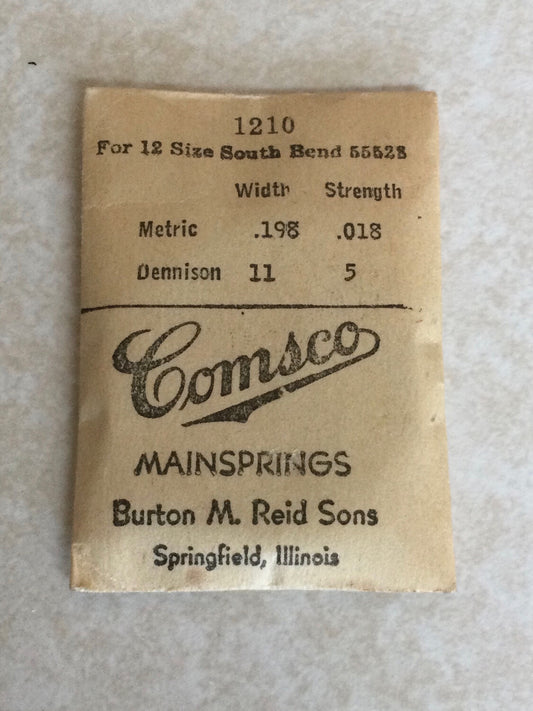 1210
For 12 Size South Bend 55528
Width Strength
Metric .198 .018
Dennison 11 5
Comsco
MAINSPRINGS
Burton M. Reid Sons
Springfield, Illinois